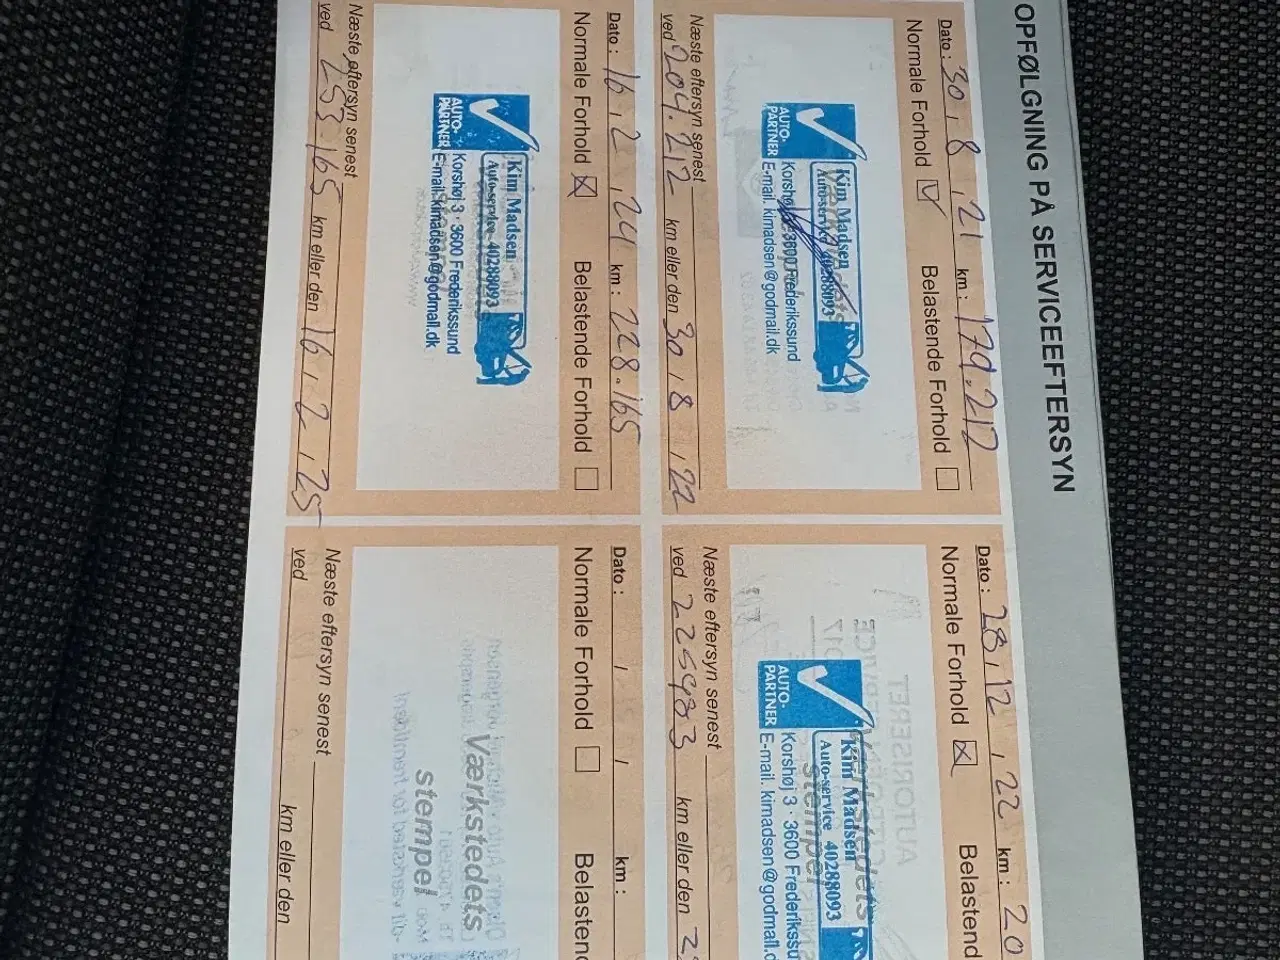 OPFØLGNING PÅ SERVICEEFTERSYN
Dato: 30, 8, 21 km: 179.212
Normale Forhold ☑ Belastende Forhold ☐
AUTO-
PARTNER
Kim Madsen
Auto-service 40288093
Korshøj 3 · 3600 Frederikssund
E-mail. kimadsen@godmail.dk
Næste eftersyn senest
ved 204.212 km eller den 30, 8, 22
Dato: 28, 12, 22 km: 20
Normale Forhold ☒ Belastend
AUTORISERET
Værkstedets
stempel
AUTO-
PARTNER
Kim Madsen
Auto-service 40288093
Korshøj 3 · 3600 Frederikssu
E-mail. kimadsen@godmail.d
Næste eftersyn senest
ved 225983 km eller den 2
Dato: 16, 2, 24 km: 228.165
Normale Forhold ☒ Belastende Forhold ☐
AUTO-
PARTNER
Kim Madsen
Auto-service 40288093
Korshøj 3 · 3600 Frederikssund
E-mail. kimadsen@godmail.dk
Næste eftersyn senest
ved 253.165 km eller den 16, 2, 25
Dato: , , km:
Normale Forhold ☐ Belastend
Værkstedets
stempel
Næste eftersyn senest
ved km eller den